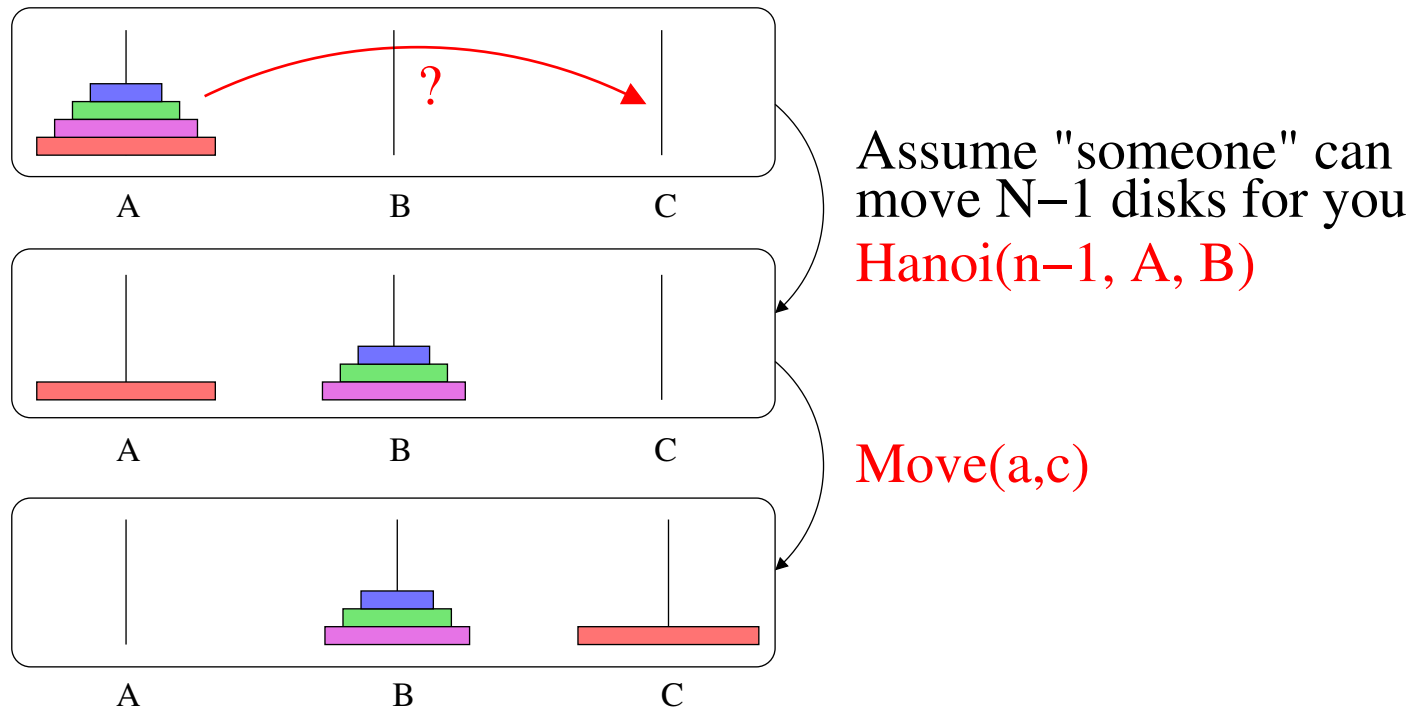 ?
A B C
Assume "someone" can
move N−1 disks for you
Hanoi(n−1, A, B)
A B C
Move(a,c)
A B C